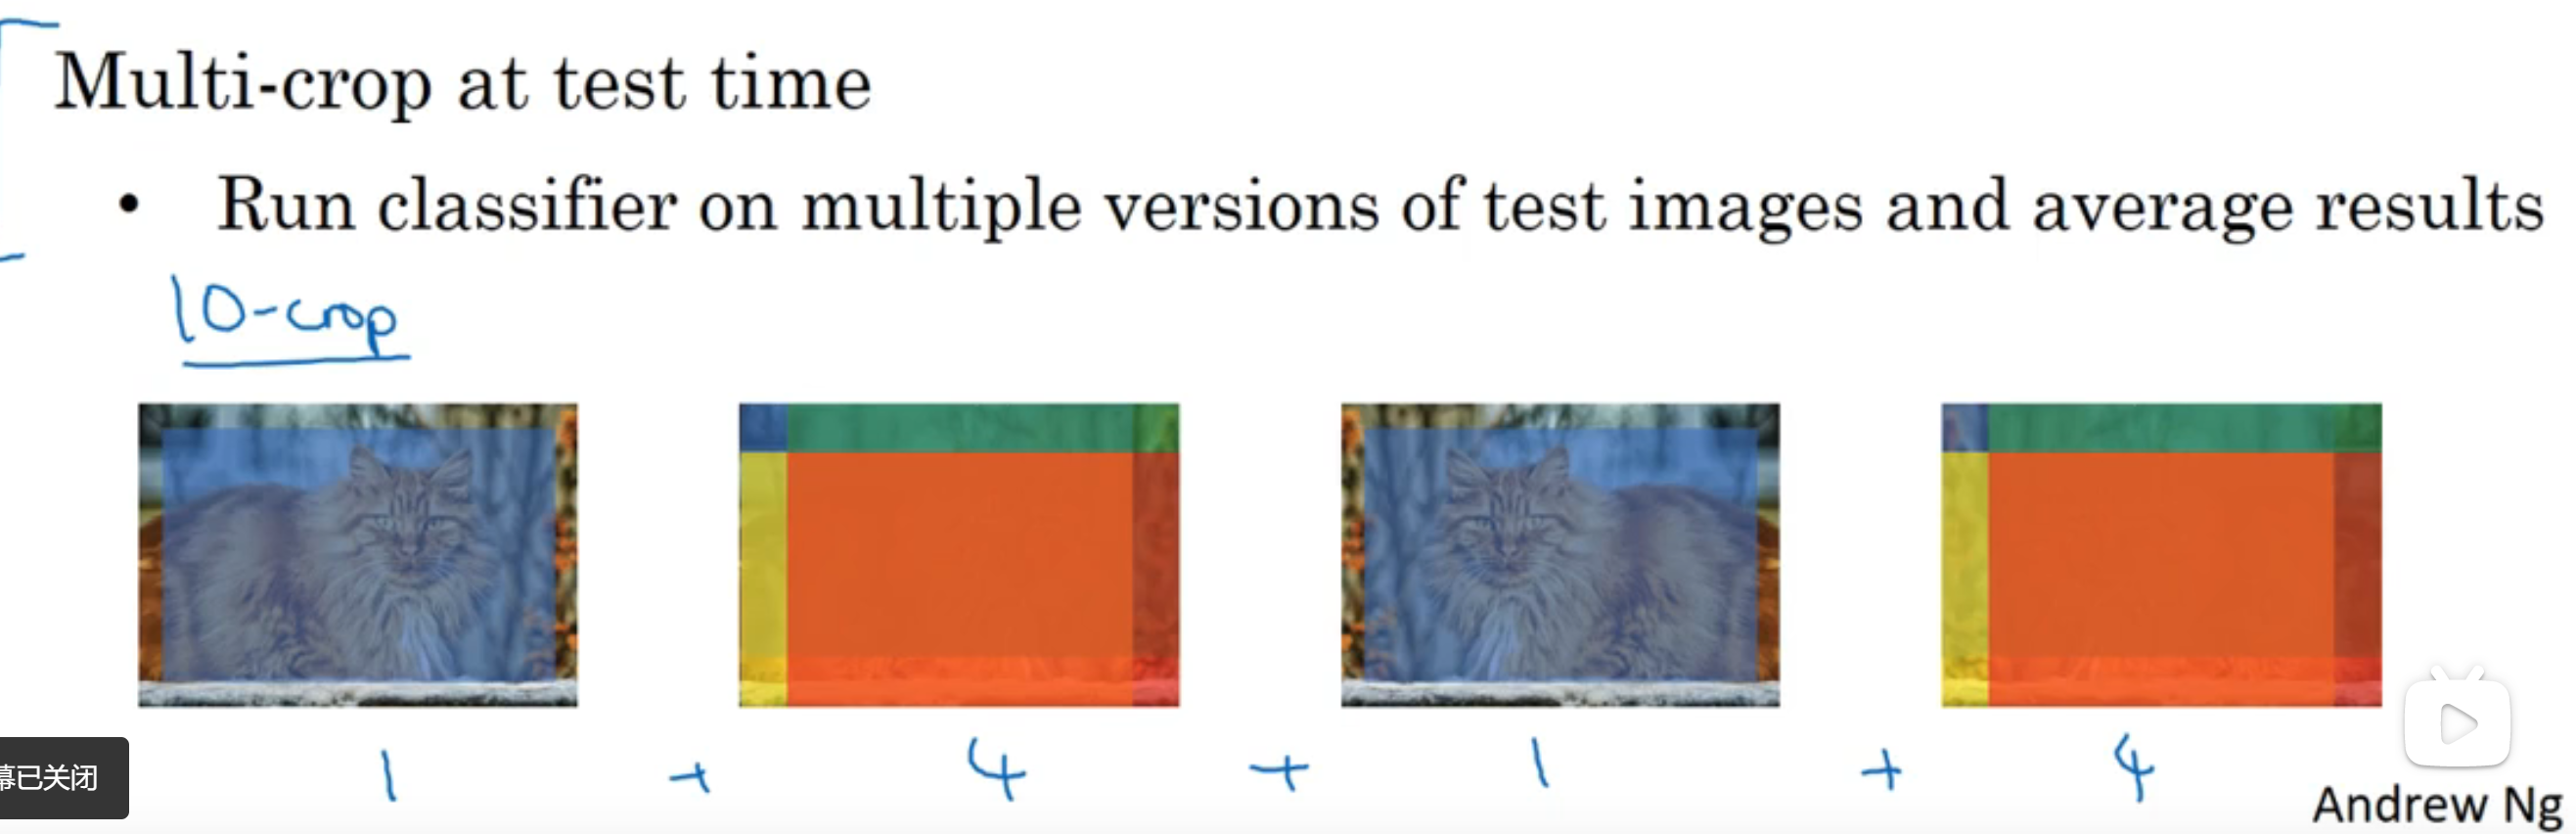 Multi-crop at test time
• Run classifier on multiple versions of test images and average results
10-crop
1 + 4 + 1 + 4
幕已关闭
Andrew Ng